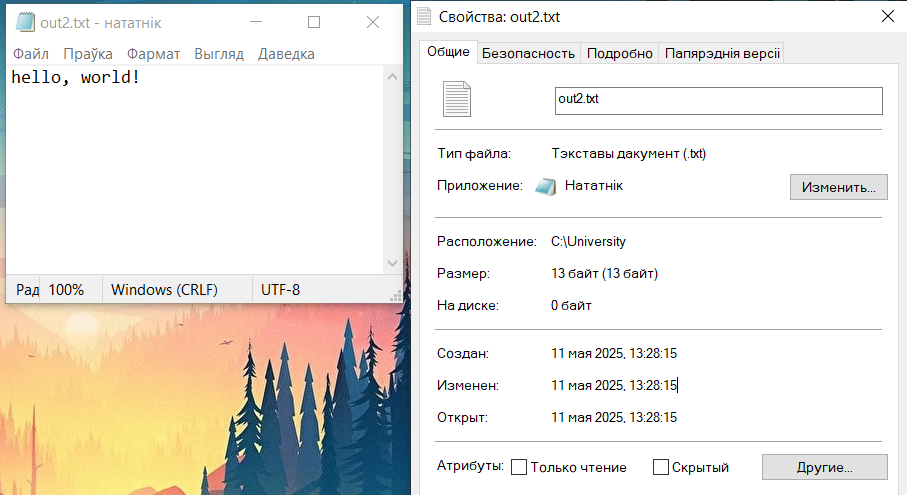 out2.txt - нататнік
Файл Праўка Фармат Выгляд Даведка
hello, world!
Рад 100% Windows (CRLF) UTF-8
Свойства: out2.txt
Общие Безопасность Подробно Папярэднія версіі
out2.txt
Тип файла: Тэкставы дакумент (.txt)
Приложение: Нататнік Изменить...
Расположение: C:\University
Размер: 13 байт (13 байт)
На диске: 0 байт
Создан: 11 мая 2025, 13:28:15
Изменен: 11 мая 2025, 13:28:15
Открыт: 11 мая 2025, 13:28:15
Атрибуты: Только чтение Скрытый Другие...